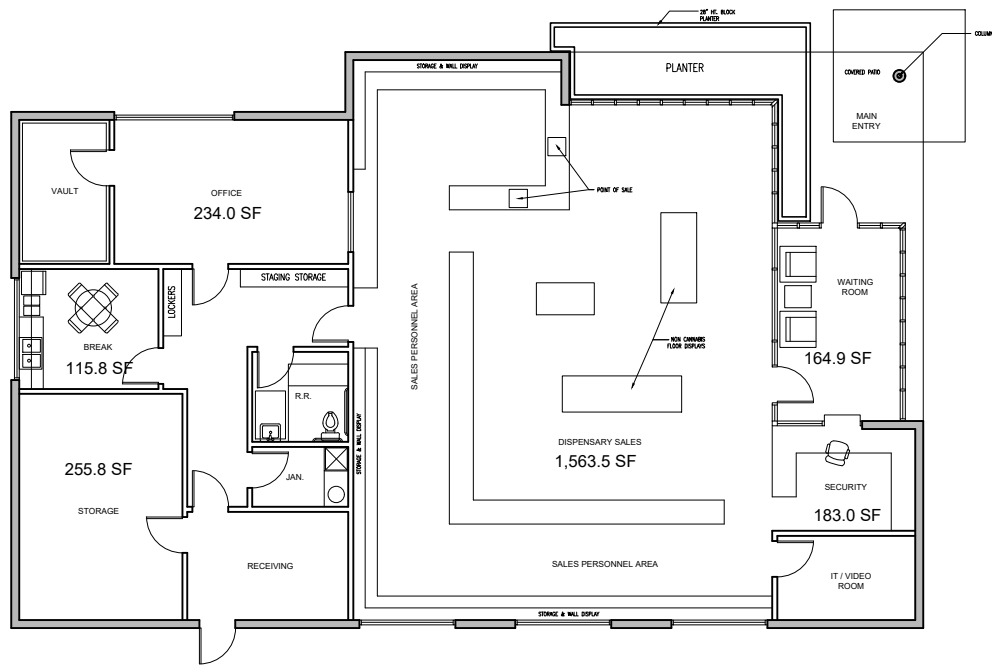 28" HT. BLOCK
PLANTER
COLUMN
STORAGE & WALL DISPLAY
PLANTER
COVERED PATIO
MAIN
ENTRY
VAULT
OFFICE
234.0 SF
POINT OF SALE
STAGING STORAGE
LOCKERS
SALES PERSONNEL AREA
WAITING
ROOM
164.9 SF
BREAK
115.8 SF
NON CANNABIS
FLOOR DISPLAYS
R.R.
STORAGE & WALL DISPLAY
DISPENSARY SALES
1,563.5 SF
255.8 SF
STORAGE
JAN.
SECURITY
183.0 SF
RECEIVING
SALES PERSONNEL AREA
IT / VIDEO
ROOM
STORAGE & WALL DISPLAY